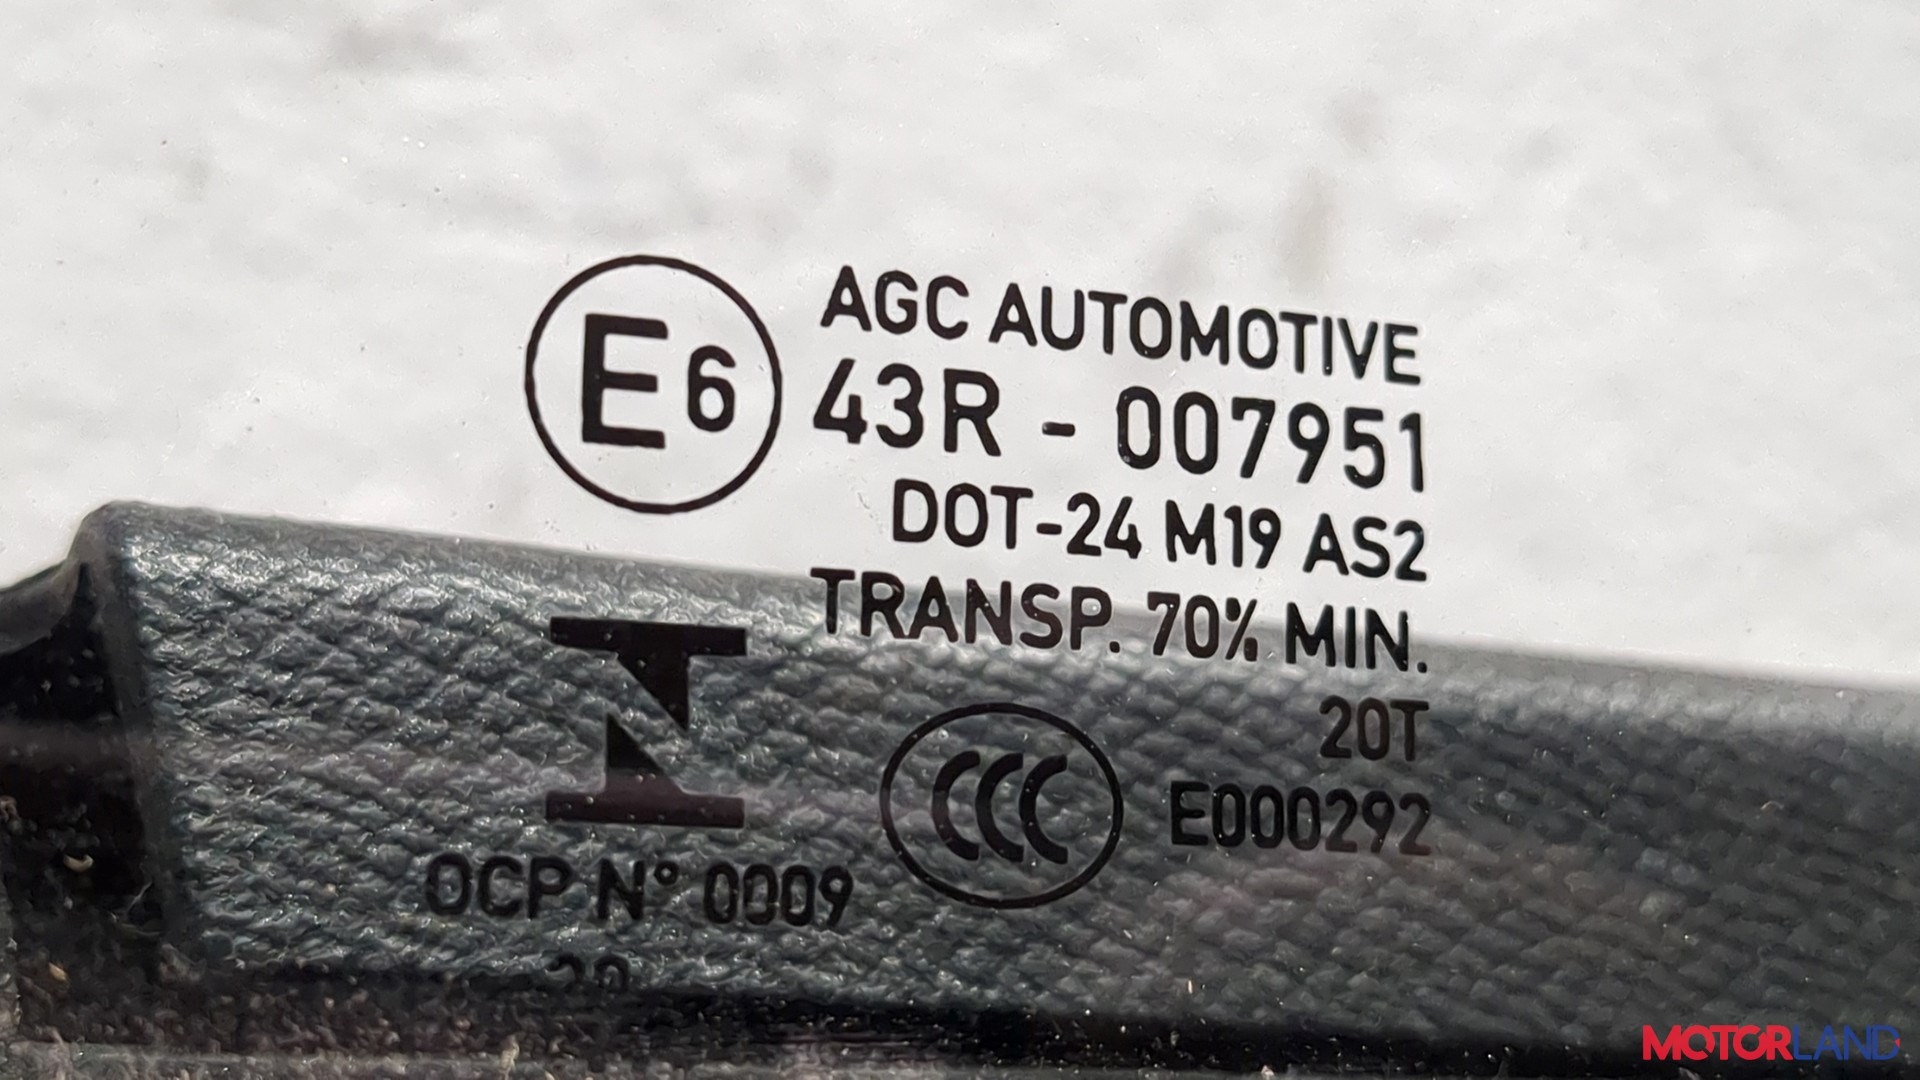 E6
AGC AUTOMOTIVE
43R - 007951
DOT-24 M19 AS2
TRANSP. 70% MIN.
20T
CCC
E000292
OCP N° 0009
MOTORLAND